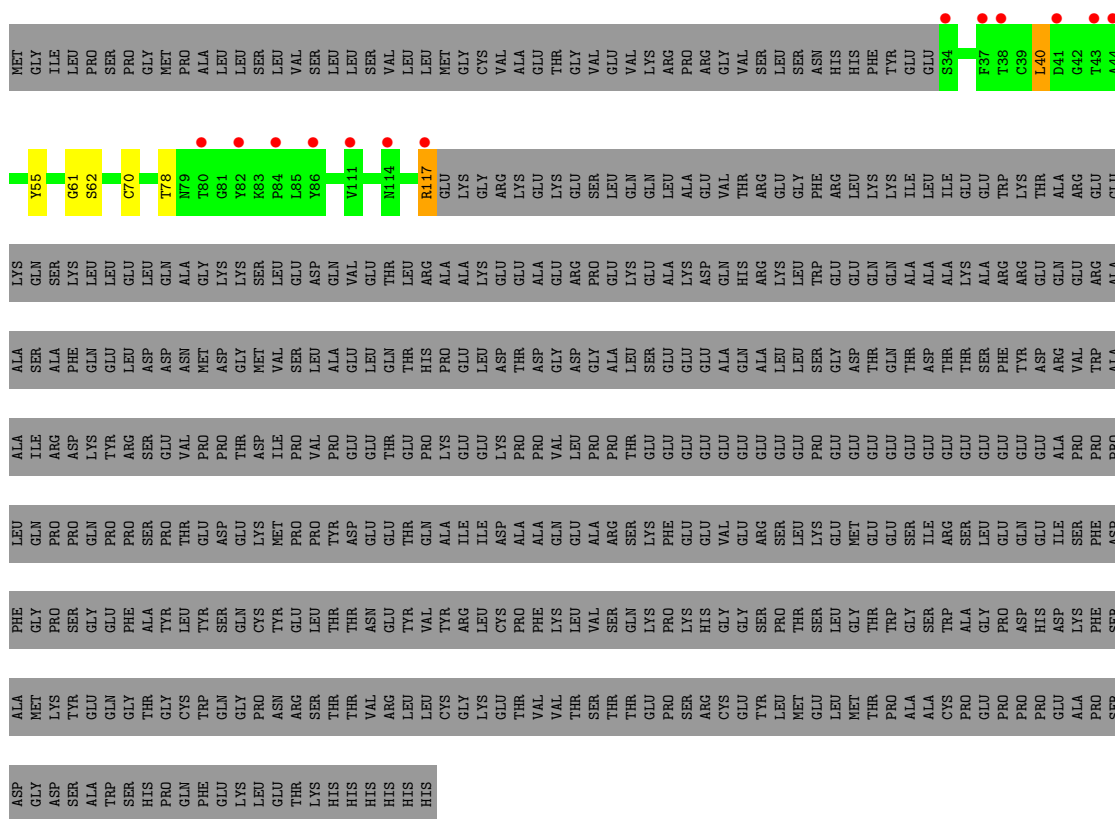 MET GLY ILE LEU PRO SER PRO GLY MET PRO ALA LEU LEU SER LEU VAL SER LEU LEU SER VAL LEU LEU MET GLY CYS VAL ALA GLU THR GLY VAL GLU VAL LYS ARG PRO ARG GLY VAL SER LEU SER ASN HIS HIS PHE TYR GLU GLU S34 F37 T38 C39 L40 D41 G42 T43 A44
Y55 G61 S62 C70 T78 N79 T80 G81 Y82 K83 P84 L85 Y86 V111 N114 R117 GLU LYS GLY ARG LYS GLU LYS GLU SER LEU GLN GLN LEU ALA GLU VAL THR ARG GLU GLY PHE ARG LEU LYS LYS ILE LEU ILE GLU GLU TRP LYS THR ALA ARG GLU GLU
LYS GLN SER LYS LEU LEU GLU LEU GLN ALA GLY LYS LYS SER LEU GLU ASP GLN VAL GLU THR LEU ARG ALA ALA LYS GLU GLU ALA GLU ARG PRO GLU LYS GLU ALA LYS ASP GLN HIS ARG LYS LEU TRP GLU GLU GLN GLN ALA ALA ALA LYS ALA ARG ARG GLU GLN GLU ARG ALA
ALA SER ALA PHE GLN GLU LEU ASP ASP ASN MET ASP GLY MET VAL SER LEU ALA GLU LEU GLN THR HIS PRO GLU LEU ASP THR ASP GLY ASP GLY ALA LEU SER GLU GLU GLU ALA GLN ALA LEU LEU SER GLY ASP THR GLN THR ASP THR THR SER PHE TYR ASP ARG VAL TRP ALA
ALA ILE ARG ASP LYS TYR ARG SER GLU VAL PRO PRO THR ASP ILE PRO VAL PRO GLU GLU THR GLU PRO LYS GLU GLU LYS PRO PRO VAL LEU PRO PRO THR GLU GLU GLU GLU GLU GLU GLU GLU GLU PRO GLU GLU GLU GLU GLU GLU GLU GLU GLU GLU ALA PRO PRO PRO
LEU GLN PRO PRO GLN PRO PRO SER PRO THR GLU ASP GLU LYS MET PRO PRO TYR ASP GLU GLU THR GLN ALA ILE ILE ASP ALA ALA GLN GLU ALA ARG SER LYS PHE GLU GLU VAL GLU ARG SER LEU LYS GLU MET GLU GLU SER ILE ARG SER LEU GLU GLN GLU ILE SER PHE ASP
PHE GLY PRO SER GLY GLU PHE ALA TYR LEU TYR SER GLN CYS TYR GLU LEU THR THR ASN GLU TYR VAL TYR ARG LEU CYS PRO PHE LYS LEU VAL SER GLN LYS PRO LYS HIS GLY GLY SER PRO THR SER LEU GLY THR TRP GLY SER TRP ALA GLY PRO ASP HIS ASP LYS PHE SER
ALA MET LYS TYR GLU GLN GLY THR GLY CYS TRP GLN GLY PRO ASN ARG SER THR THR VAL ARG LEU LEU CYS GLY LYS GLU THR VAL VAL THR SER THR THR GLU PRO SER ARG CYS GLU TYR LEU MET GLU LEU MET THR PRO ALA ALA CYS PRO GLU PRO PRO PRO GLU ALA PRO SER
ASP GLY ASP SER ALA TRP SER HIS PRO GLN PHE GLU LYS LEU GLU THR LYS HIS HIS HIS HIS HIS HIS